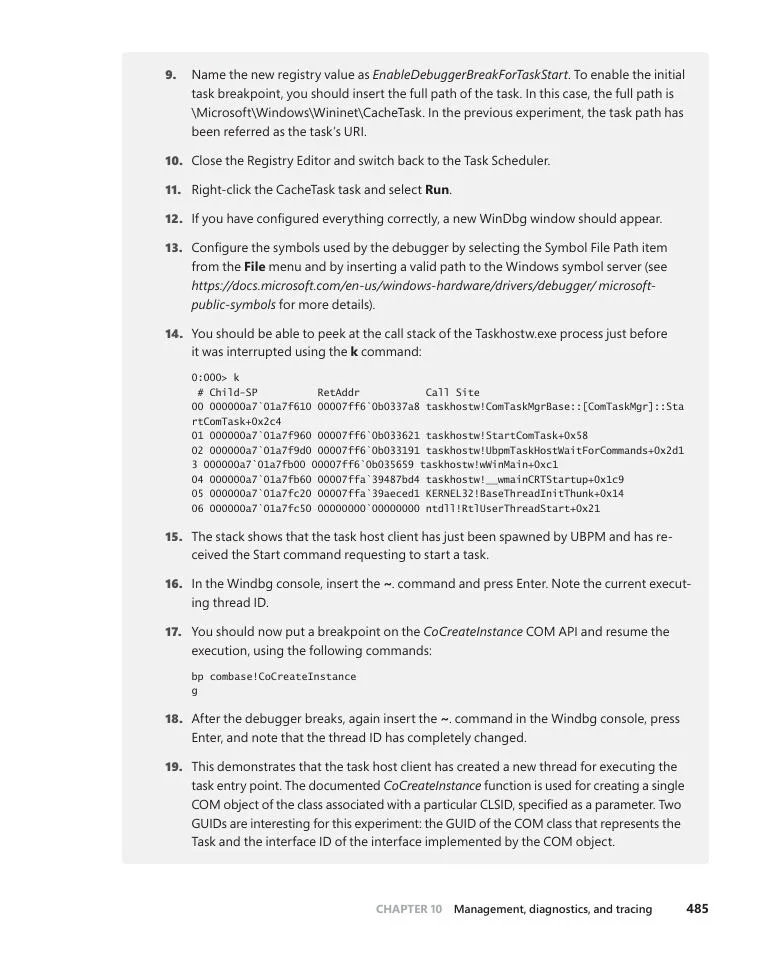 9. Name the new registry value as EnableDebuggerBreakForTaskStart. To enable the initial
task breakpoint, you should insert the full path of the task. In this case, the full path is
\Microsoft\Windows\Wininet\CacheTask. In the previous experiment, the task path has
been referred as the task's URI.
10. Close the Registry Editor and switch back to the Task Scheduler.
11. Right-click the CacheTask task and select Run.
12. If you have configured everything correctly, a new WinDbg window should appear.
13. Configure the symbols used by the debugger by selecting the Symbol File Path item
from the File menu and by inserting a valid path to the Windows symbol server (see
https://docs.microsoft.com/en-us/windows-hardware/drivers/debugger/ microsoft-
public-symbols for more details).
14. You should be able to peek at the call stack of the Taskhostw.exe process just before
it was interrupted using the k command:
0:000> k
# Child-SP RetAddr Call Site
00 000000a7`01a7f610 00007ff6`0b0337a8 taskhostw!ComTaskMgrBase::[ComTaskMgr]::Sta
rtComTask+0x2c4
01 000000a7`01a7f960 00007ff6`0b033621 taskhostw!StartComTask+0x58
02 000000a7`01a7f9d0 00007ff6`0b033191 taskhostw!UbpmTaskHostWaitForCommands+0x2d1
3 000000a7`01a7fb00 00007ff6`0b035659 taskhostw!wWinMain+0xc1
04 000000a7`01a7fb60 00007ffa`39487bd4 taskhostw!__wmainCRTStartup+0x1c9
05 000000a7`01a7fc20 00007ffa`39aeced1 KERNEL32!BaseThreadInitThunk+0x14
06 000000a7`01a7fc50 00000000`00000000 ntdll!RtlUserThreadStart+0x21
15. The stack shows that the task host client has just been spawned by UBPM and has re-
ceived the Start command requesting to start a task.
16. In the Windbg console, insert the ~. command and press Enter. Note the current execut-
ing thread ID.
17. You should now put a breakpoint on the CoCreateInstance COM API and resume the
execution, using the following commands:
bp combase!CoCreateInstance
g
18. After the debugger breaks, again insert the ~. command in the Windbg console, press
Enter, and note that the thread ID has completely changed.
19. This demonstrates that the task host client has created a new thread for executing the
task entry point. The documented CoCreateInstance function is used for creating a single
COM object of the class associated with a particular CLSID, specified as a parameter. Two
GUIDs are interesting for this experiment: the GUID of the COM class that represents the
Task and the interface ID of the interface implemented by the COM object.
CHAPTER 10 Management, diagnostics, and tracing 485